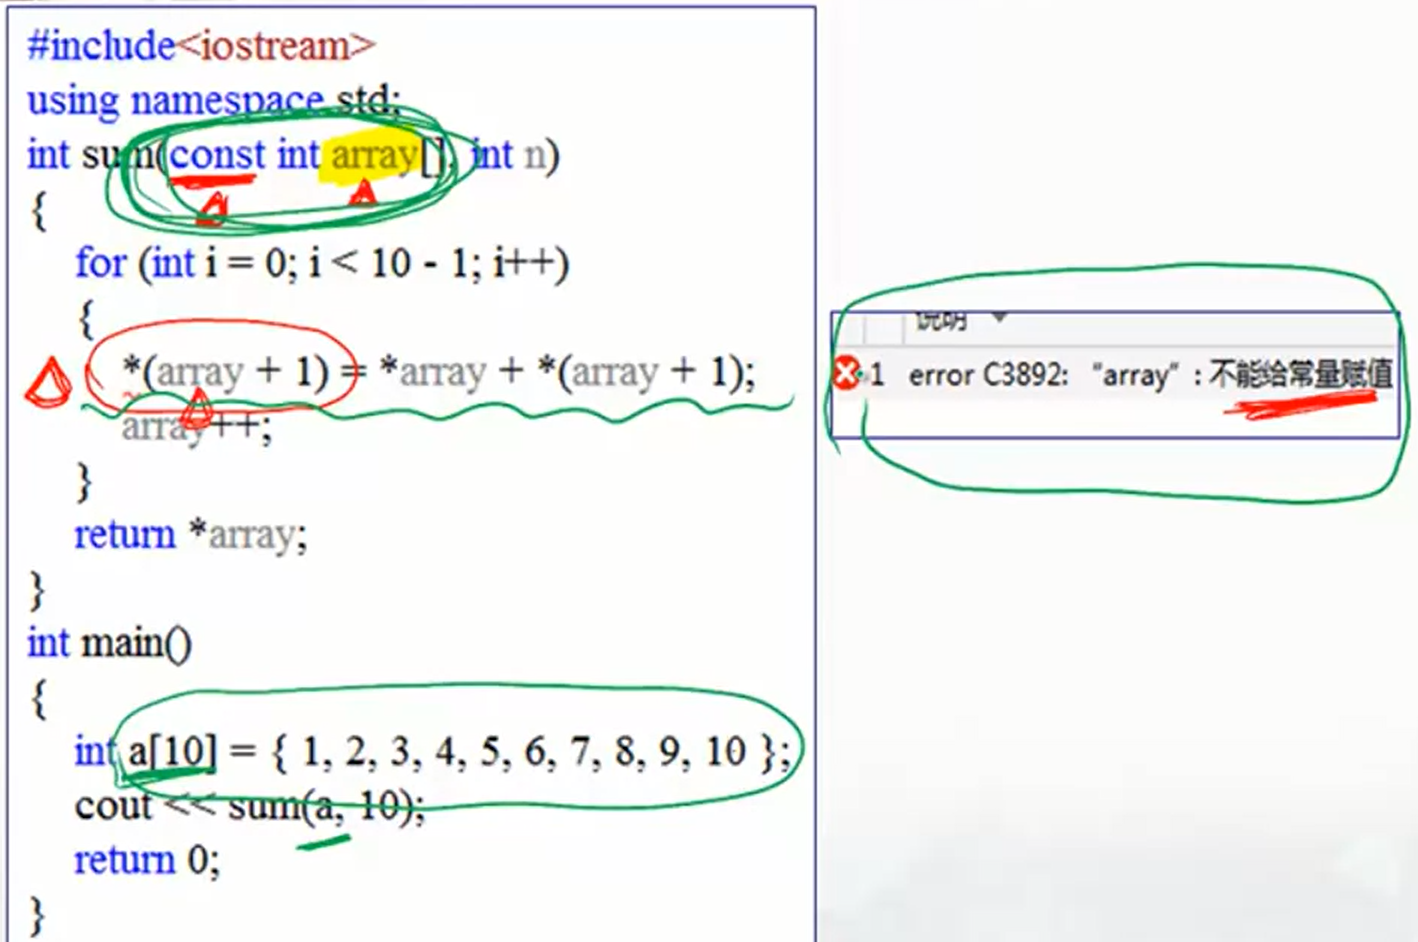 #include<iostream>
using namespace std;
int sum(const int array[], int n)
{
for (int i = 0; i < 10 - 1; i++)
{
*(array + 1) = *array + *(array + 1);
array++;
}
return *array;
}
int main()
{
int a[10] = { 1, 2, 3, 4, 5, 6, 7, 8, 9, 10 };
cout << sum(a, 10);
return 0;
}
说明
1 error C3892: “array”: 不能给常量赋值